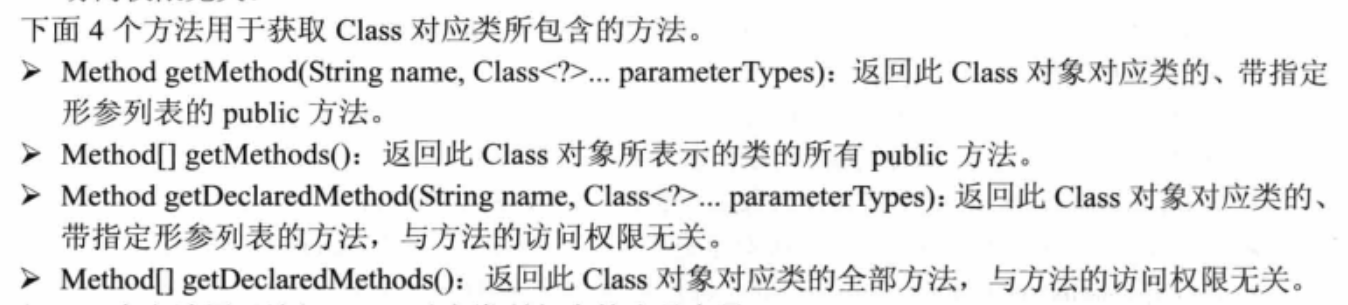 下面 4 个方法用于获取 Class 对应类所包含的方法。
➢ Method getMethod(String name, Class<?>... parameterTypes)：返回此 Class 对象对应类的、带指定
形参列表的 public 方法。
➢ Method[] getMethods()：返回此 Class 对象所表示的类的所有 public 方法。
➢ Method getDeclaredMethod(String name, Class<?>... parameterTypes)：返回此 Class 对象对应类的、
带指定形参列表的方法，与方法的访问权限无关。
➢ Method[] getDeclaredMethods()：返回此 Class 对象对应类的全部方法，与方法的访问权限无关。